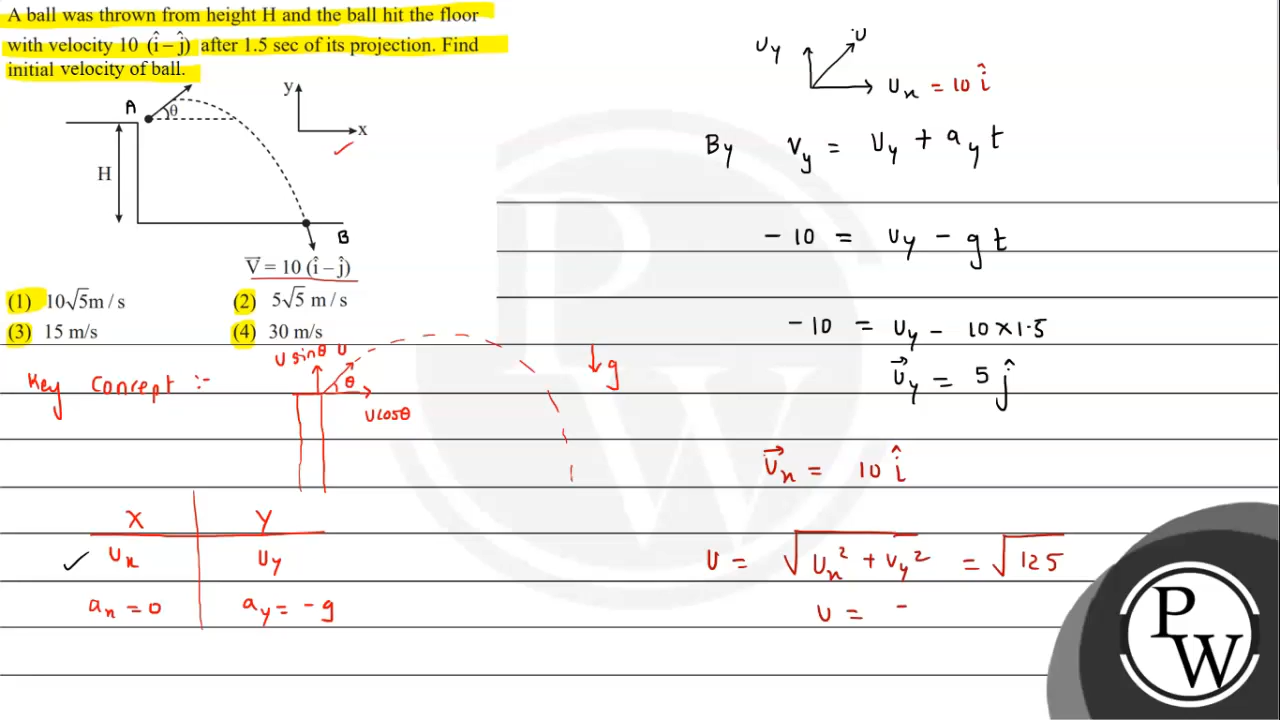 A ball was thrown from height H and the ball hit the floor
with velocity 10 (î – ĵ) after 1.5 sec of its projection. Find
initial velocity of ball.
A
θ
y
x
H
B
V⃗ = 10 (î – ĵ)
(1) 10√5m / s (2) 5√5 m / s
(3) 15 m/s (4) 30 m/s
Key Concept :-
U sinθ U
θ
U cosθ
↓ g
X Y
✓ Ux Uy
ax = 0 ay = - g
Uy U
Ux = 10 î
By Vy = Uy + ay t
- 10 = Uy - g t
- 10 = Uy - 10 × 1.5
U⃗y = 5 ĵ
U⃗x = 10 î
U = √Ux² + Uy² = √125
U = -
PW
PW